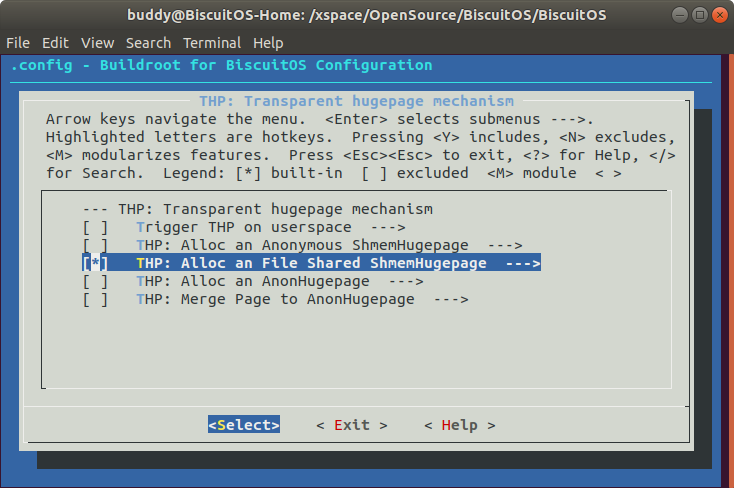 buddy@BiscuitOS-Home: /xspace/OpenSource/BiscuitOS/BiscuitOS
File Edit View Search Terminal Help
.config - Buildroot for BiscuitOS Configuration
THP: Transparent hugepage mechanism
Arrow keys navigate the menu.  <Enter> selects submenus --->.
Highlighted letters are hotkeys.  Pressing <Y> includes, <N> excludes,
<M> modularizes features.  Press <Esc><Esc> to exit, <?> for Help, </>
for Search.  Legend: [*] built-in  [ ] excluded  <M> module  < >
--- THP: Transparent hugepage mechanism
[ ]   Trigger THP on userspace  --->
[ ]   THP: Alloc an Anonymous ShmemHugepage  --->
[*]   THP: Alloc an File Shared ShmemHugepage  --->
[ ]   THP: Alloc an AnonHugepage  --->
[ ]   THP: Merge Page to AnonHugepage  --->
<Select>    < Exit >    < Help >